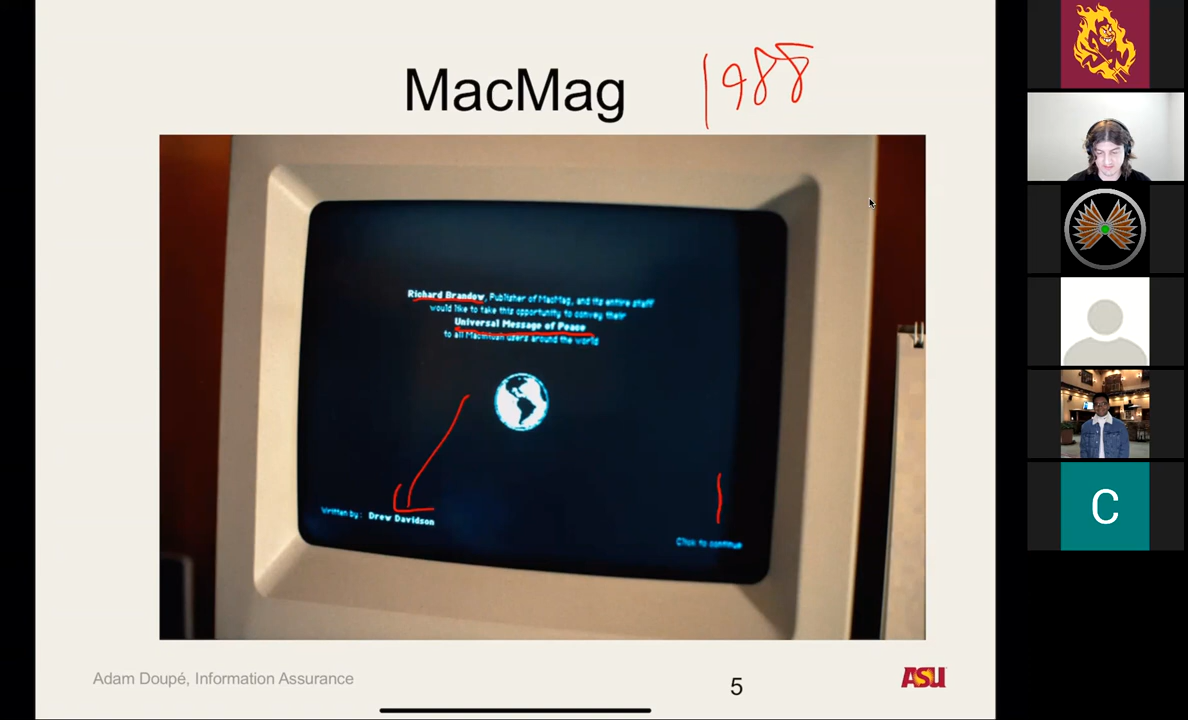 MacMag
1988
Richard Brandow, Publisher of MacMag, and its entire staff
would like to take this opportunity to convey their
Universal Message of Peace
to all Macintosh users around the world
Written by: Drew Davidson
Click to continue
Adam Doupé, Information Assurance
5
ASU
C